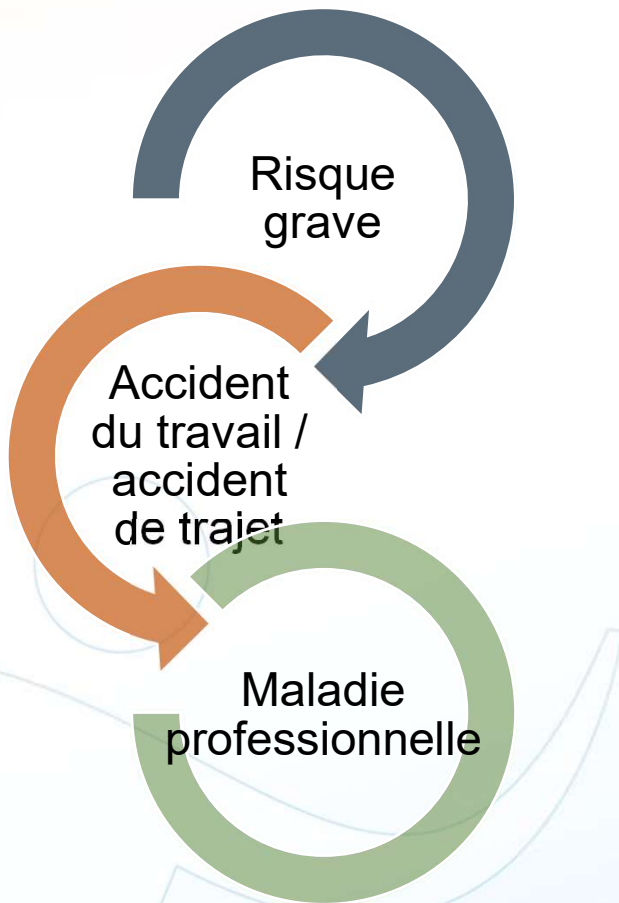 Risque
grave
Accident
du travail /
accident
de trajet
Maladie
professionnelle